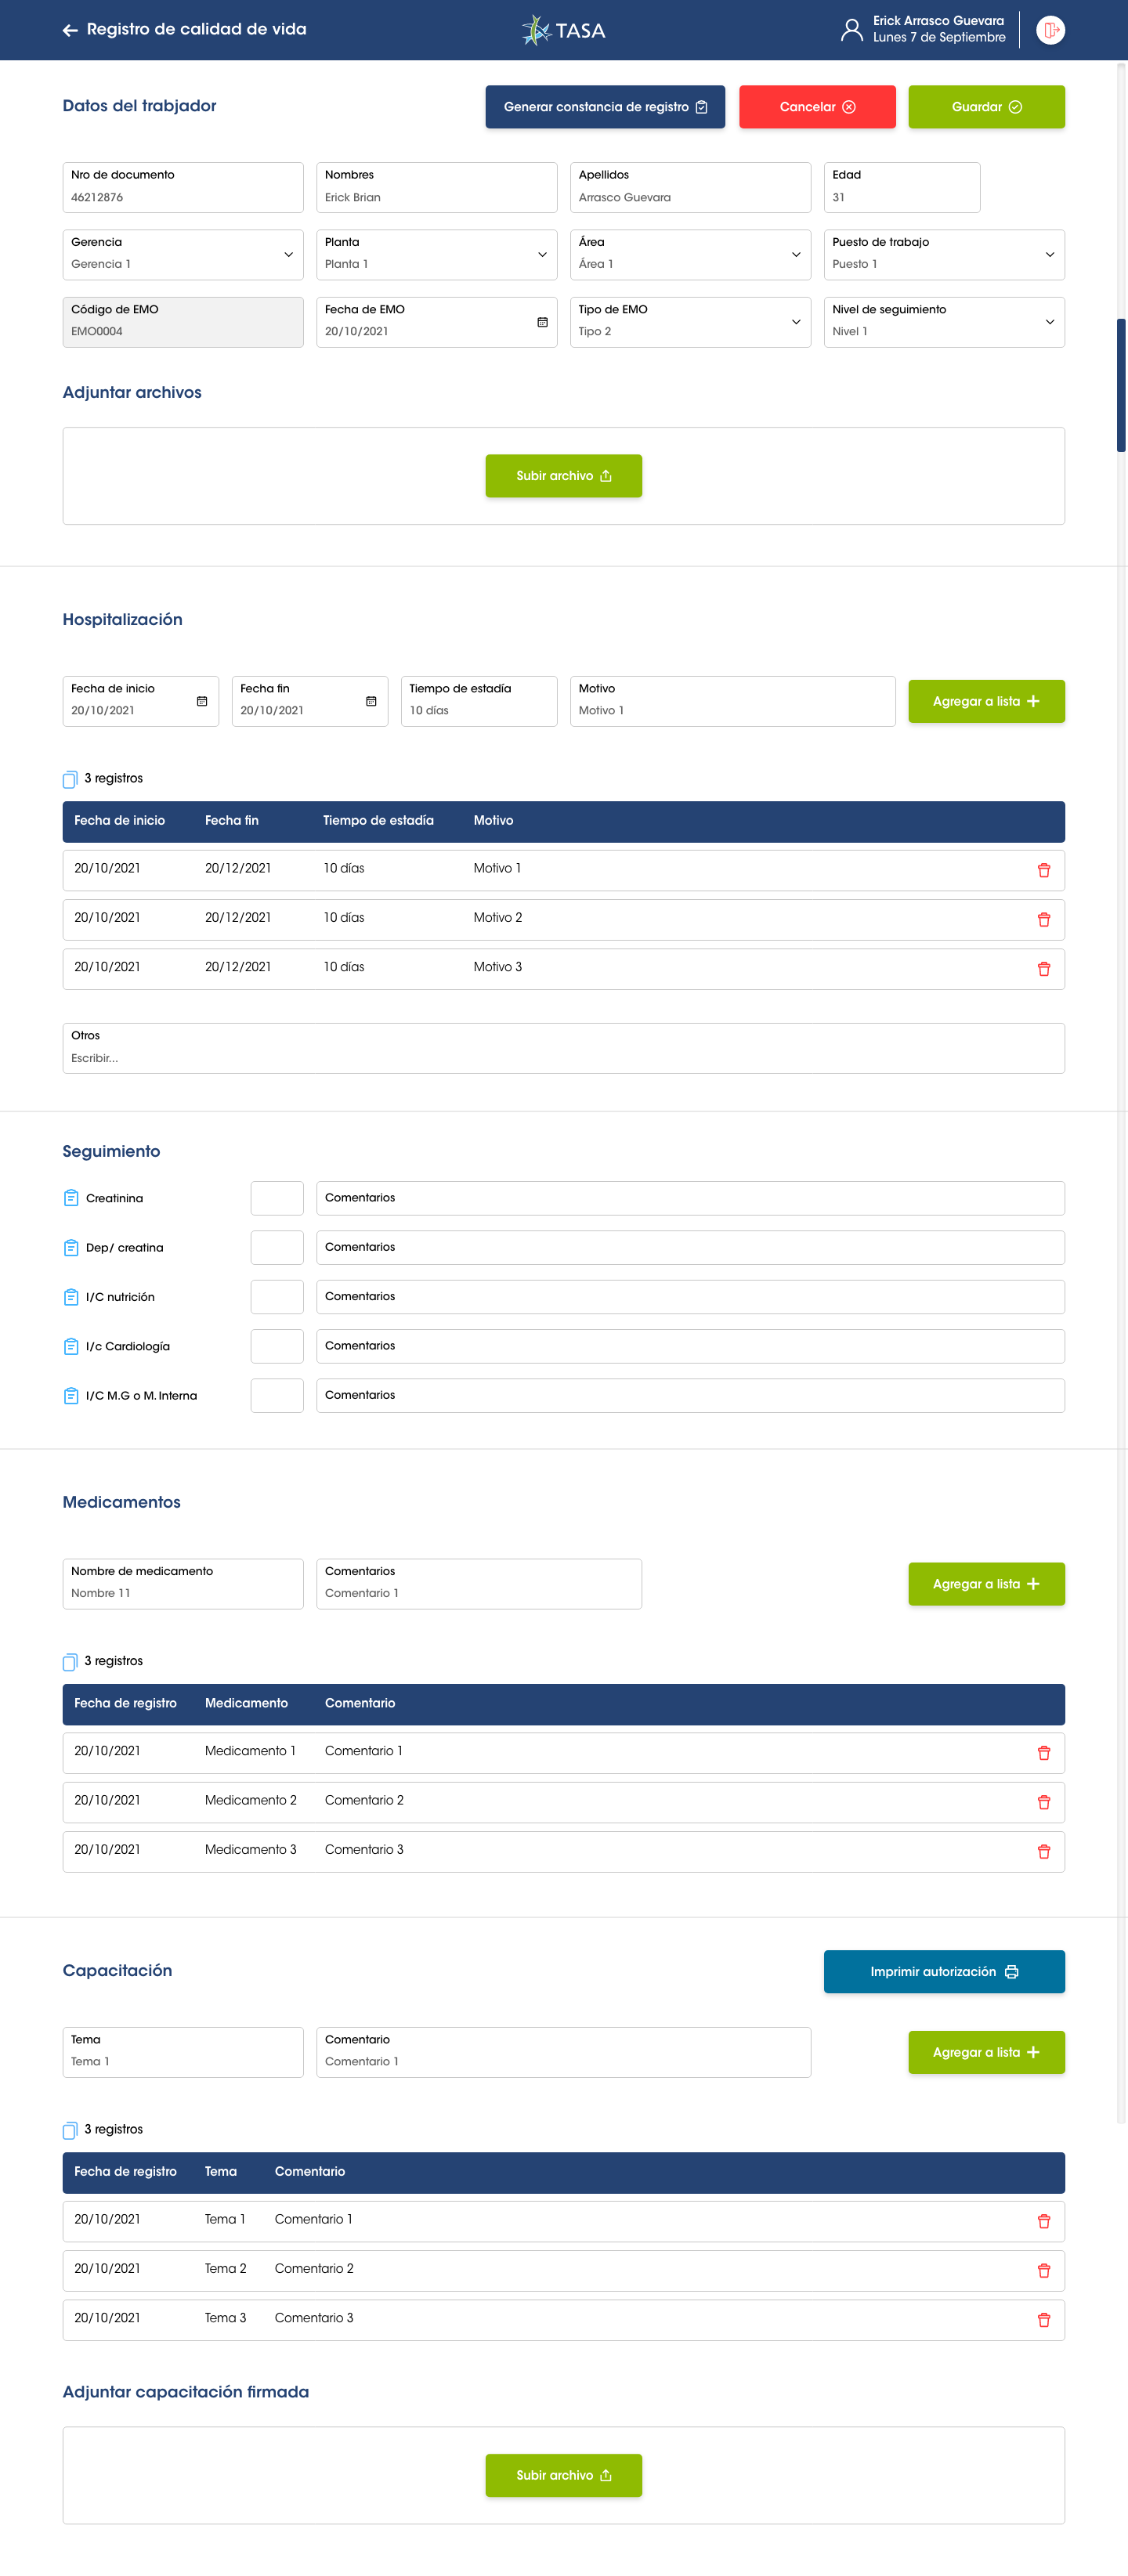 Registro de calidad de vida
TASA
Erick Arrasco Guevara
Lunes 7 de Septiembre
Datos del trabjador
Generar constancia de registro
Cancelar
Guardar
Nro de documento
46212876
Nombres
Erick Brian
Apellidos
Arrasco Guevara
Edad
31
Gerencia
Gerencia 1
Planta
Planta 1
Área
Área 1
Puesto de trabajo
Puesto 1
Código de EMO
EMO0004
Fecha de EMO
20/10/2021
Tipo de EMO
Tipo 2
Nivel de seguimiento
Nivel 1
Adjuntar archivos
Subir archivo
Hospitalización
Fecha de inicio
20/10/2021
Fecha fin
20/10/2021
Tiempo de estadía
10 días
Motivo
Motivo 1
Agregar a lista
3 registros
Fecha de inicio Fecha fin Tiempo de estadía Motivo
20/10/2021 20/12/2021 10 días Motivo 1
20/10/2021 20/12/2021 10 días Motivo 2
20/10/2021 20/12/2021 10 días Motivo 3
Otros
Escribir...
Seguimiento
Creatinina Comentarios
Dep/ creatina Comentarios
I/C nutrición Comentarios
I/c Cardiología Comentarios
I/C M.G o M. Interna Comentarios
Medicamentos
Nombre de medicamento
Nombre 11
Comentarios
Comentario 1
Agregar a lista
3 registros
Fecha de registro Medicamento Comentario
20/10/2021 Medicamento 1 Comentario 1
20/10/2021 Medicamento 2 Comentario 2
20/10/2021 Medicamento 3 Comentario 3
Capacitación
Imprimir autorización
Tema
Tema 1
Comentario
Comentario 1
Agregar a lista
3 registros
Fecha de registro Tema Comentario
20/10/2021 Tema 1 Comentario 1
20/10/2021 Tema 2 Comentario 2
20/10/2021 Tema 3 Comentario 3
Adjuntar capacitación firmada
Subir archivo